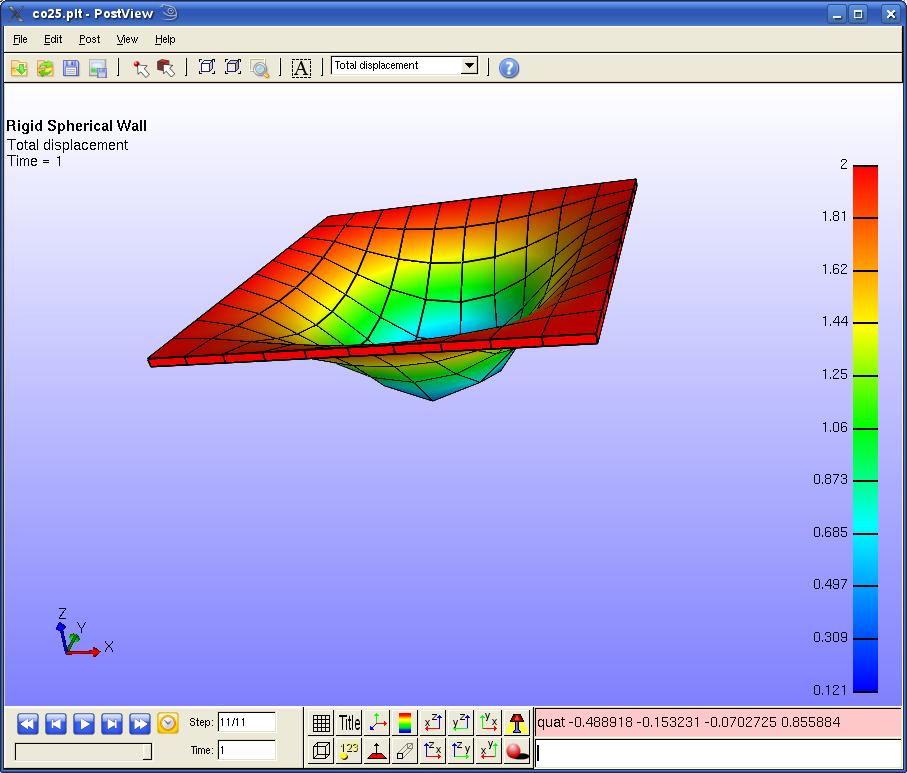 co25.plt - PostView
File Edit Post View Help
A Total displacement ?
Rigid Spherical Wall
Total displacement
Time = 1
2
1.81
1.62
1.44
1.25
1.06
0.873
0.685
0.497
0.309
0.121
Z
Y
X
Step: 11/11
Time: 1
Title
123
quat -0.488918 -0.153231 -0.0702725 0.855884